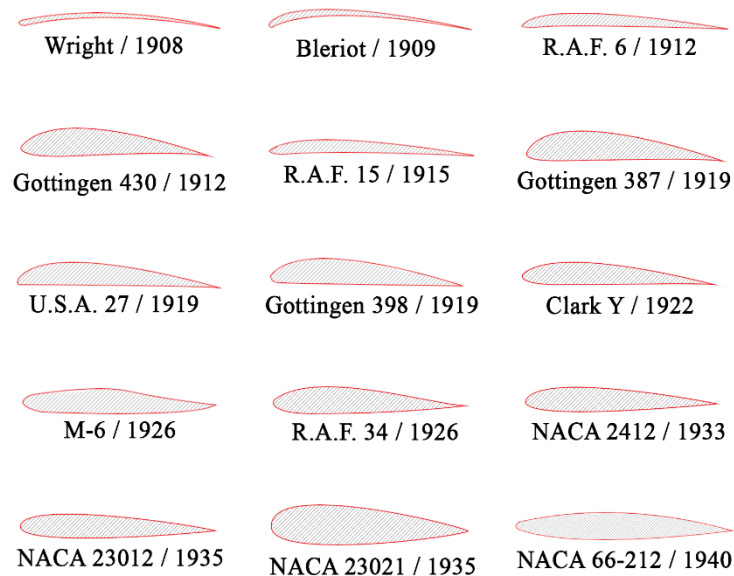 Wright / 1908
Bleriot / 1909
R.A.F. 6 / 1912
Gottingen 430 / 1912
R.A.F. 15 / 1915
Gottingen 387 / 1919
U.S.A. 27 / 1919
Gottingen 398 / 1919
Clark Y / 1922
M-6 / 1926
R.A.F. 34 / 1926
NACA 2412 / 1933
NACA 23012 / 1935
NACA 23021 / 1935
NACA 66-212 / 1940